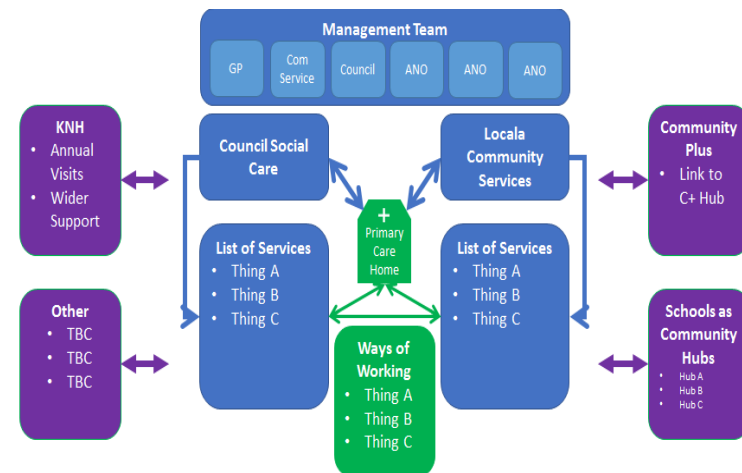 Management Team
GP
Com
Service
Council
ANO
ANO
ANO
KNH
• Annual
Visits
• Wider
Support
Council Social
Care
Locala
Community
Services
Community
Plus
• Link to
C+ Hub
+
Primary
Care
Home
List of Services
• Thing A
• Thing B
• Thing C
List of Services
• Thing A
• Thing B
• Thing C
Other
• TBC
• TBC
• TBC
Ways of
Working
• Thing A
• Thing B
• Thing C
Schools as
Community
Hubs
• Hub A
• Hub B
• Hub C